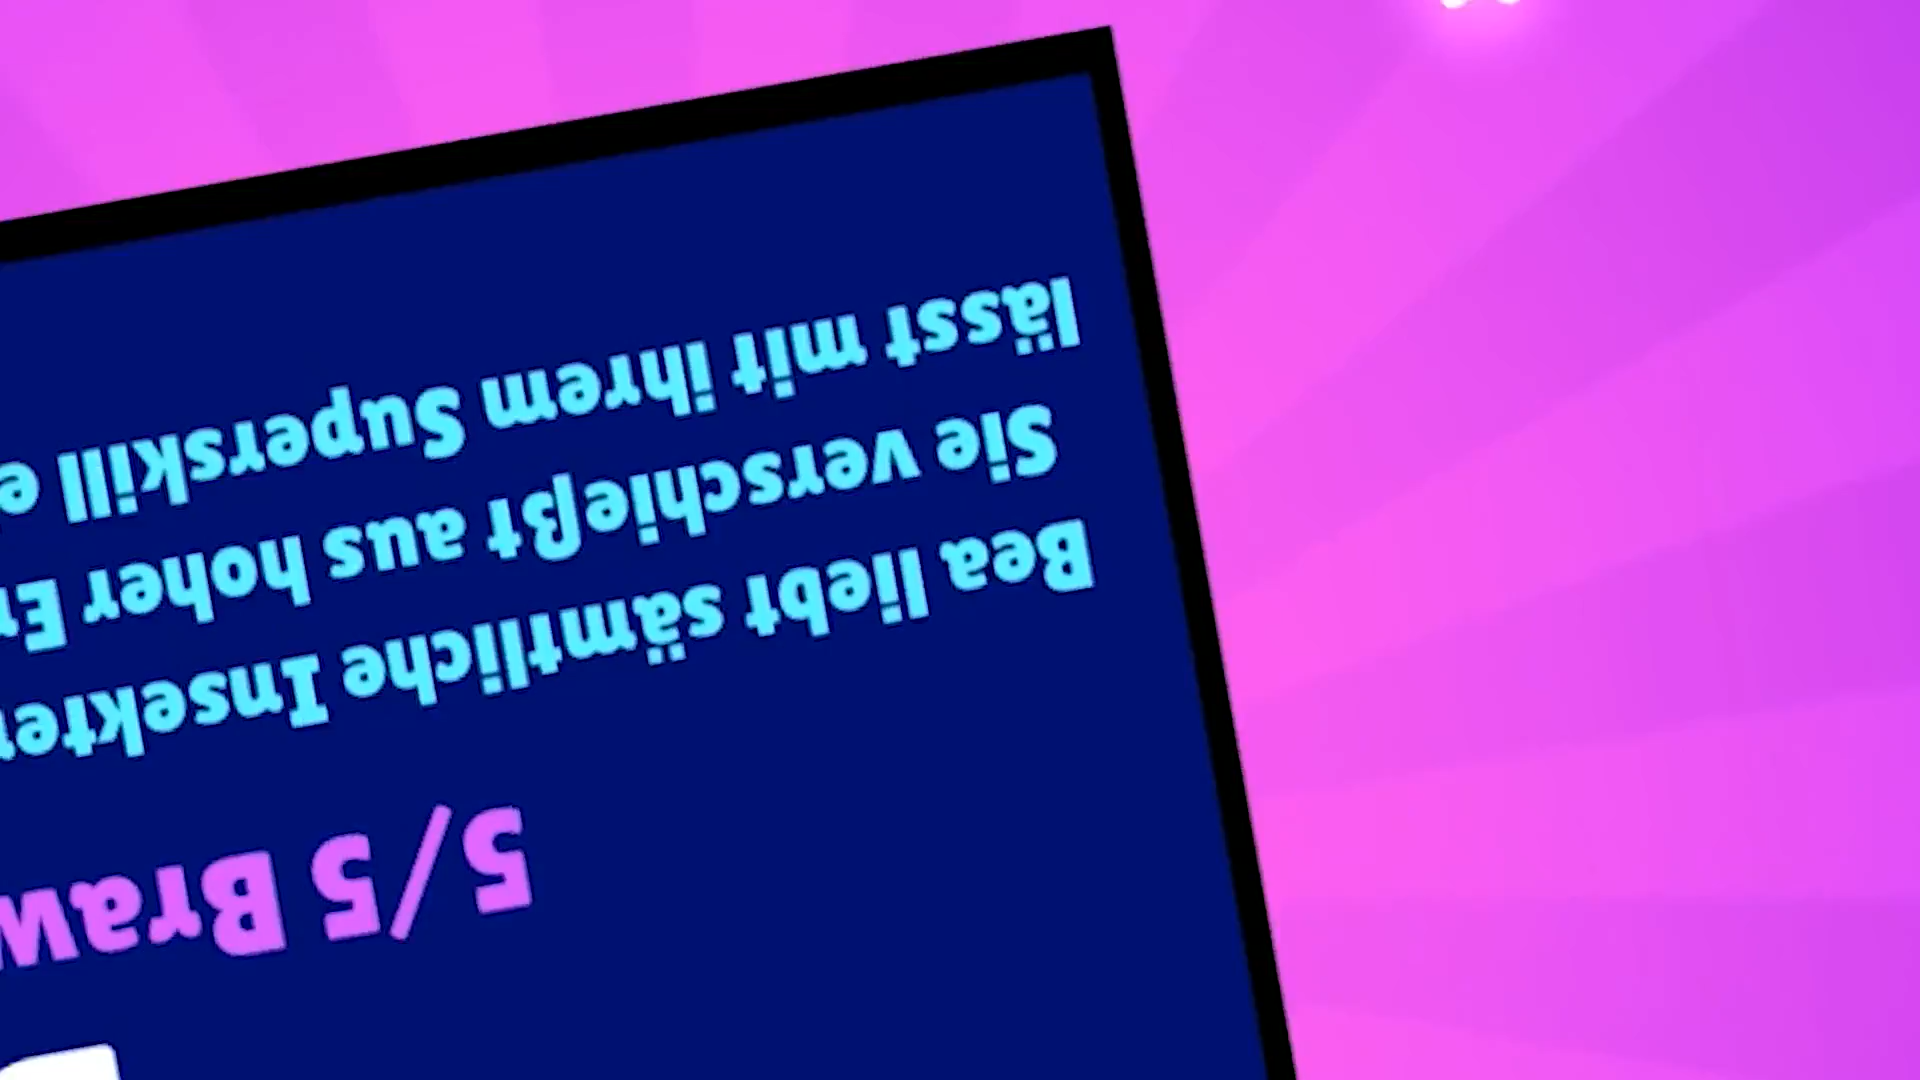 5/5 Braw
Bea liebt sämtliche Insekten
Sie verschießt aus hoher
lässt mit ihrem Superskill